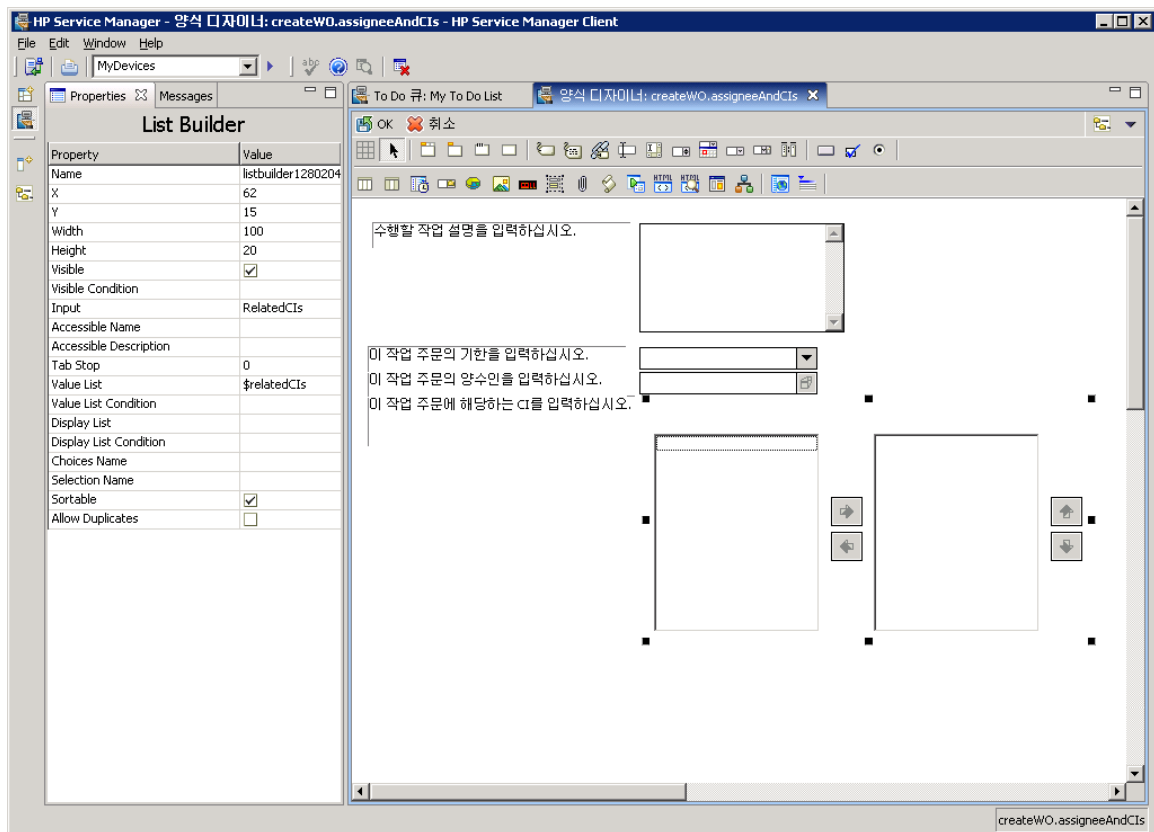 HP Service Manager - 양식 디자이너: createWO.assigneeAndCIs - HP Service Manager Client
File Edit Window Help
MyDevices
abc
Properties Messages
To Do 큐: My To Do List
양식 디자이너: createWO.assigneeAndCIs
List Builder
OK 취소
Property Value
Name listbuilder1280204
X 62
Y 15
Width 100
Height 20
Visible
Visible Condition
Input RelatedCIs
Accessible Name
Accessible Description
Tab Stop 0
Value List $relatedCIs
Value List Condition
Display List
Display List Condition
Choices Name
Selection Name
Sortable
Allow Duplicates
HTML HTML
수행할 작업 설명을 입력하십시오.
이 작업 주문의 기한을 입력하십시오.
이 작업 주문의 양수인을 입력하십시오.
이 작업 주문에 해당하는 CI를 입력하십시오.
createWO.assigneeAndCIs